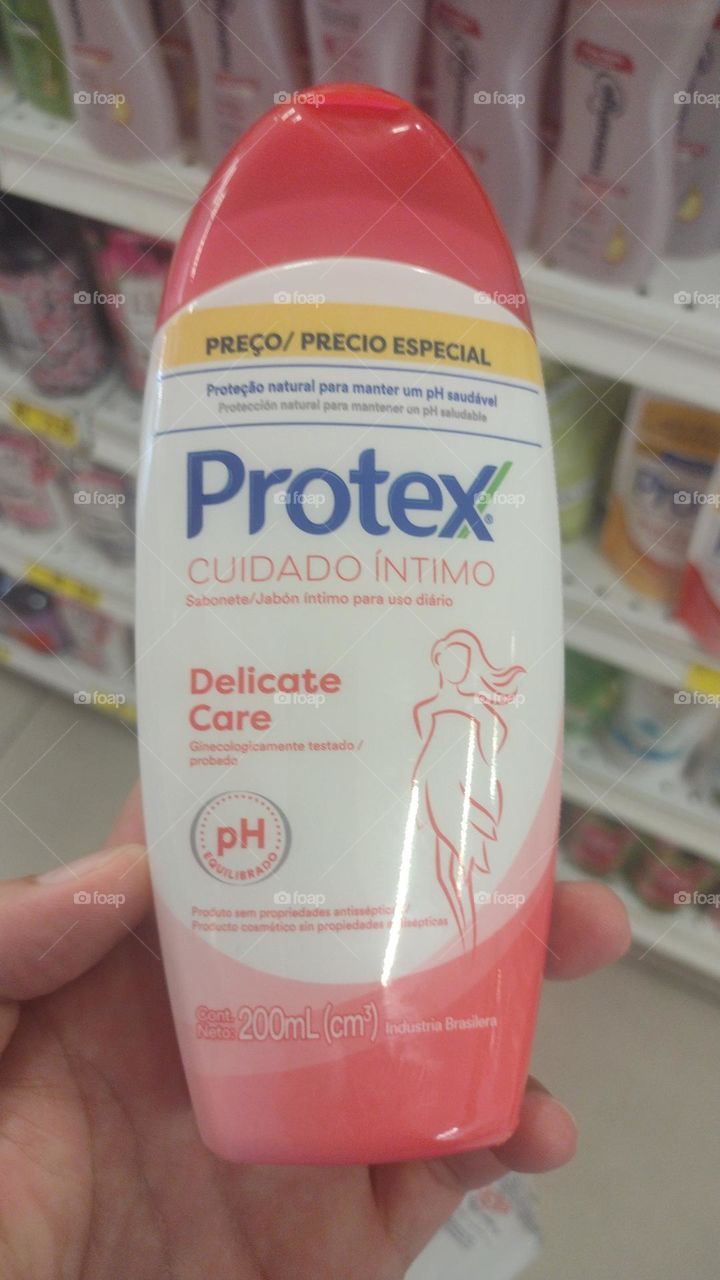 PREÇO/ PRECIO ESPECIAL
Proteção natural para manter um pH saudável
Protección natural para mantener un pH saludable
Protex®
CUIDADO ÍNTIMO
Sabonete/Jabón íntimo para uso diário
Delicate
Care
Ginecologicamente testado /
probado
pH
EQUILIBRADO
Produto sem propriedades antissépticas/
Producto cosmético sin propiedades antisépticas
Cont.
Neto: 200mL (cm³) Industria Brasilera
foap